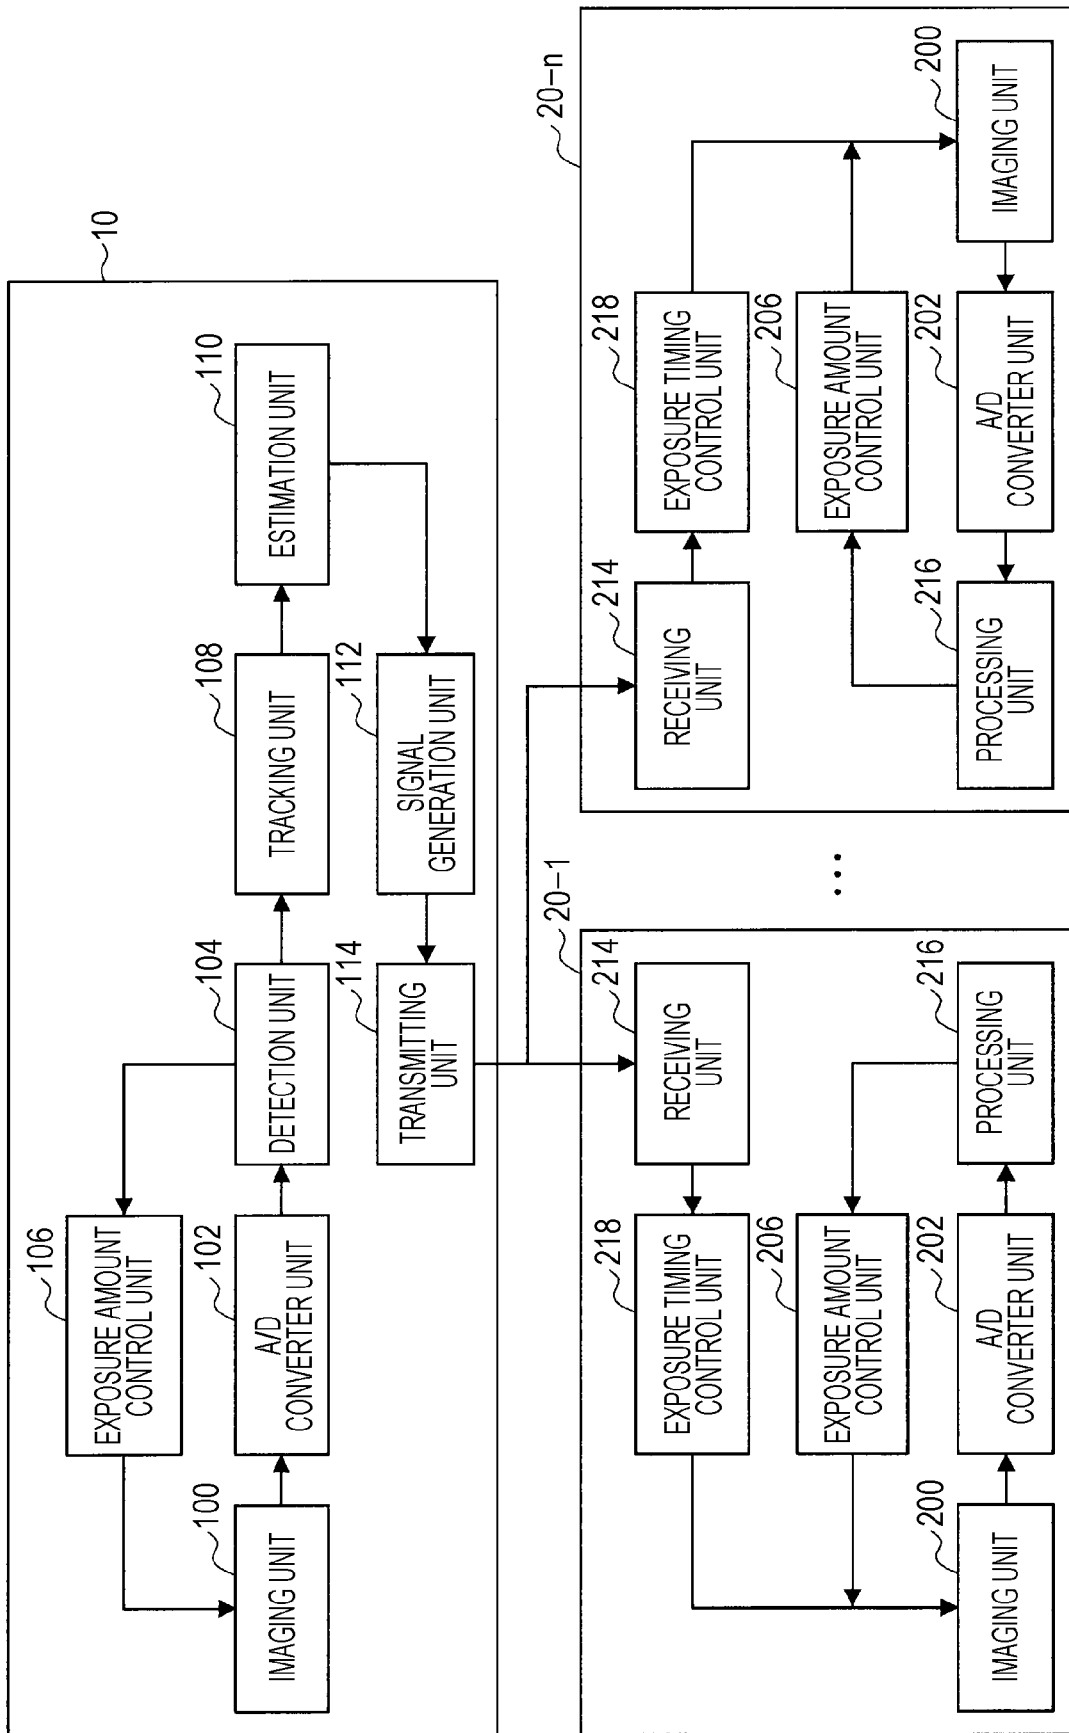 10
106
EXPOSURE AMOUNT
CONTROL UNIT
100
IMAGING UNIT
102
A/D
CONVERTER UNIT
104
DETECTION UNIT
108
TRACKING UNIT
110
ESTIMATION UNIT
114
TRANSMITTING
UNIT
112
SIGNAL
GENERATION UNIT
20-1
218
EXPOSURE TIMING
CONTROL UNIT
214
RECEIVING
UNIT
206
EXPOSURE AMOUNT
CONTROL UNIT
200
IMAGING UNIT
202
A/D
CONVERTER UNIT
216
PROCESSING
UNIT
...
20-n
214
RECEIVING
UNIT
218
EXPOSURE TIMING
CONTROL UNIT
206
EXPOSURE AMOUNT
CONTROL UNIT
216
PROCESSING
UNIT
202
A/D
CONVERTER UNIT
200
IMAGING UNIT